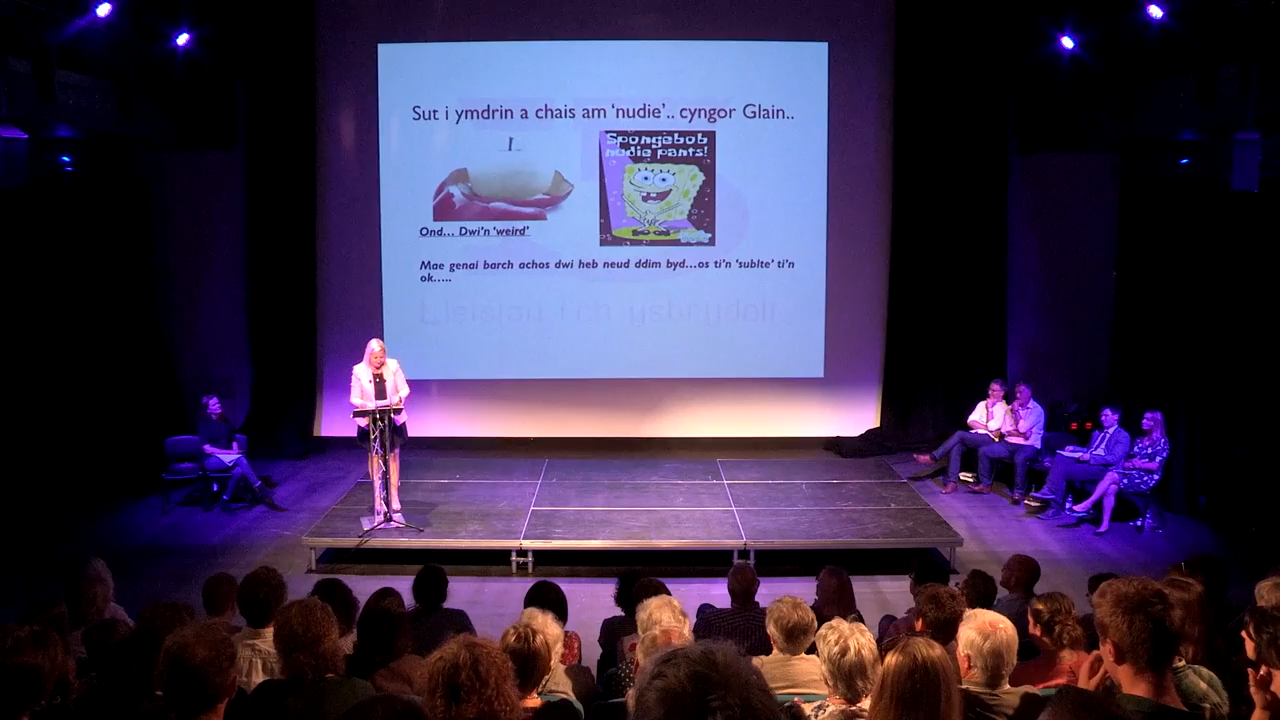 Sut i ymdrin a chais am 'nudie'.. cyngor Glain..
Spongebob
nudie pants!
Ond... Dwi'n 'weird'
Mae genai barch achos dwi heb neud ddim byd...os ti'n 'sublte' ti'n
ok.....